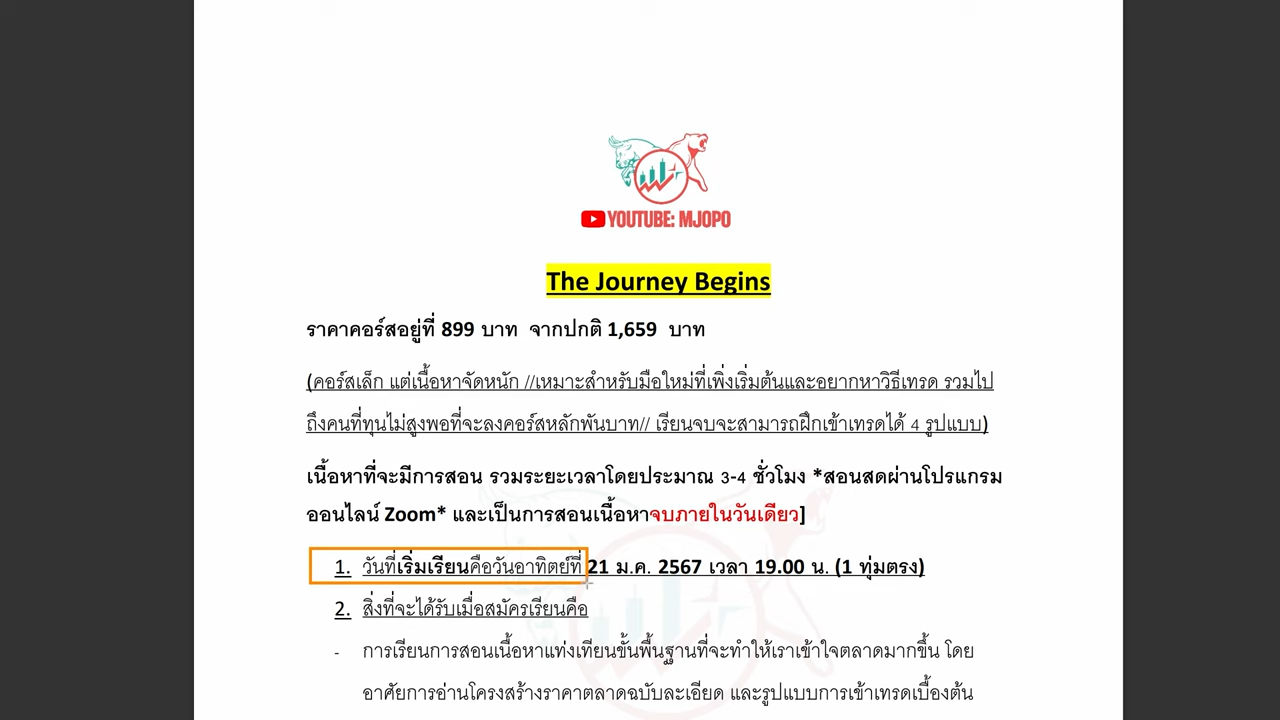 YOUTUBE: MJOPO
The Journey Begins
ราคาคอร์สอยู่ที่ 899 บาท จากปกติ 1,659 บาท
(คอร์สเล็ก แต่เนื้อหาจัดหนัก //เหมาะสำหรับมือใหม่ที่เพิ่งเริ่มต้นและอยากหาวิธีเทรด รวมไป
ถึงคนที่ทุนไม่สูงพอที่จะลงคอร์สหลักพันบาท// เรียนจบจะสามารถฝึกเข้าเทรดได้ 4 รูปแบบ)
เนื้อหาที่จะมีการสอน รวมระยะเวลาโดยประมาณ 3-4 ชั่วโมง *สอนสดผ่านโปรแกรม
ออนไลน์ Zoom* และเป็นการสอนเนื้อหาจบภายในวันเดียว]
1. วันที่เริ่มเรียนคือวันอาทิตย์ที่ 21 ม.ค. 2567 เวลา 19.00 น. (1 ทุ่มตรง)
2. สิ่งที่จะได้รับเมื่อสมัครเรียนคือ
- การเรียนการสอนเนื้อหาแท่งเทียนขั้นพื้นฐานที่จะทำให้เราเข้าใจตลาดมากขึ้น โดย
อาศัยการอ่านโครงสร้างราคาตลาดฉบับละเอียด และรูปแบบการเข้าเทรดเบื้องต้น